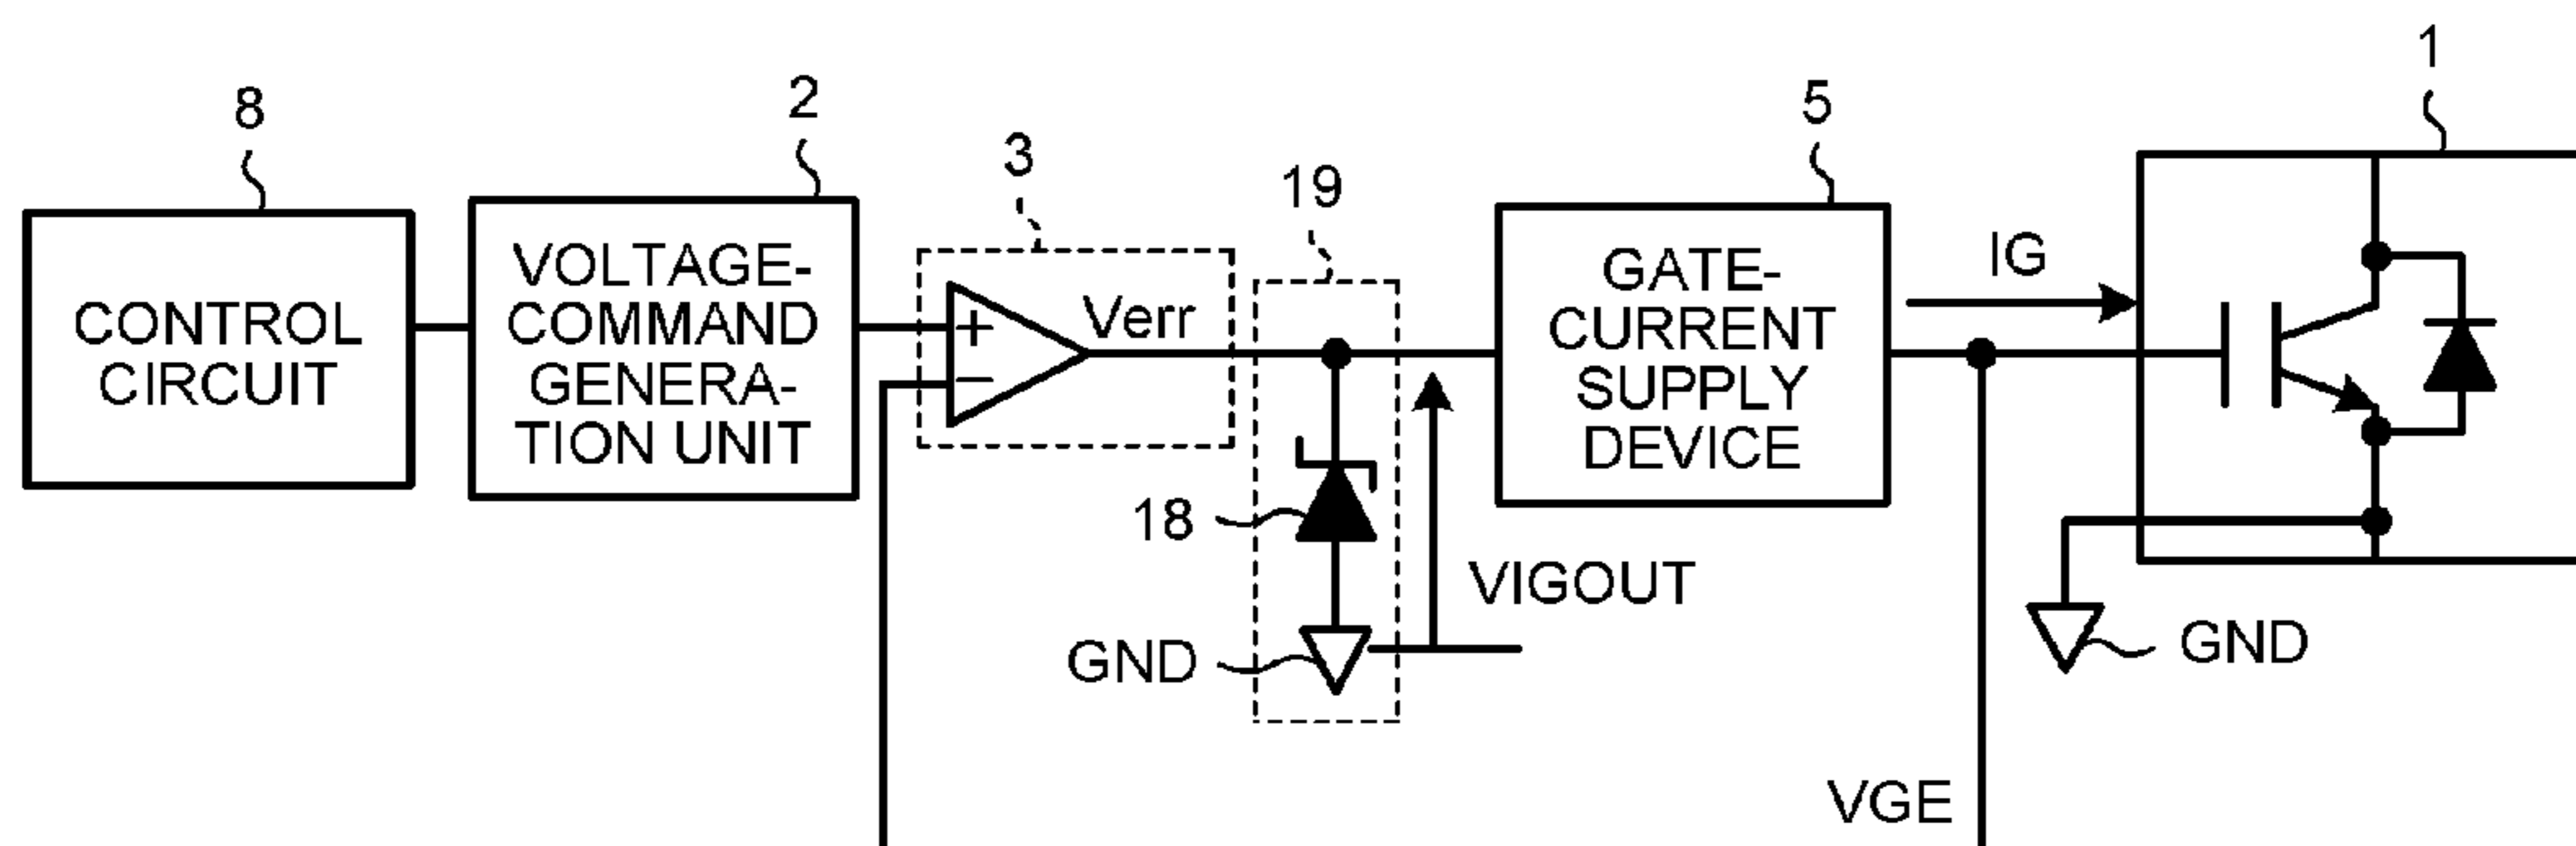 8
2
3
19
5
1
CONTROL
CIRCUIT
VOLTAGE-
COMMAND
GENERA-
TION UNIT
+
−
Verr
18
GND
VIGOUT
GATE-
CURRENT
SUPPLY
DEVICE
IG
GND
VGE